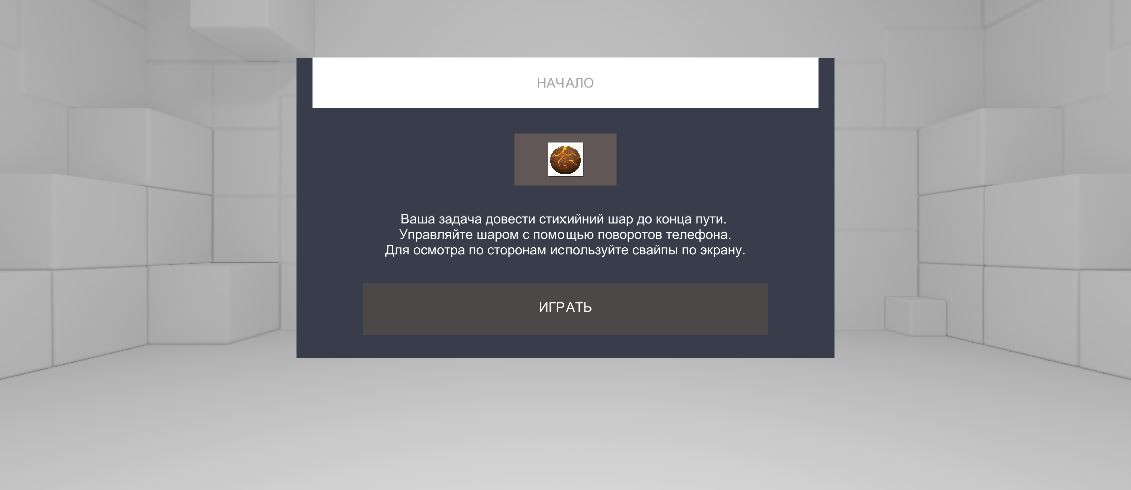 НАЧАЛО
Ваша задача довести стихийный шар до конца пути.
Управляйте шаром с помощью поворотов телефона.
Для осмотра по сторонам используйте свайпы по экрану.
ИГРАТЬ